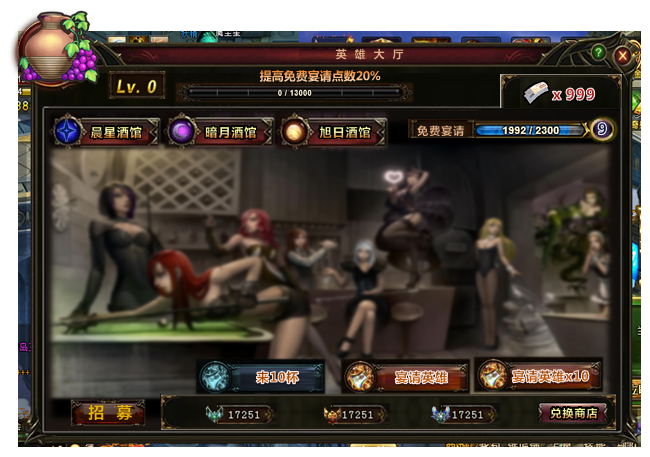 英雄大厅
Lv. 0
提高免费宴请点数20%
0 / 13000
x 999
晨星酒馆
暗月酒馆
旭日酒馆
免费宴请
1992 / 2300
9
来10杯
宴请英雄
宴请英雄x10
招募
17251
17251
17251
兑换商店